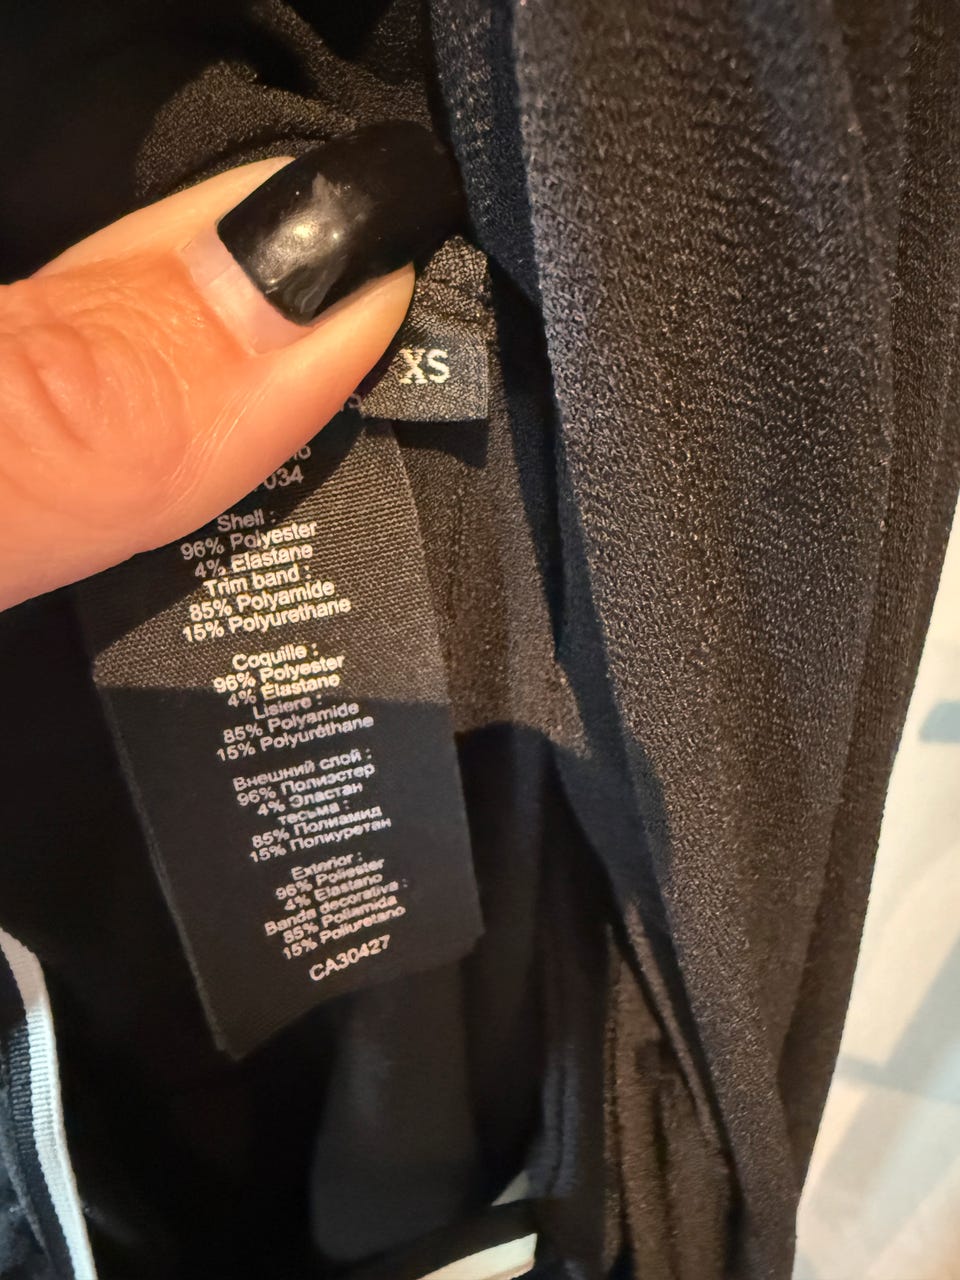 XS
034
Shell :
96% Polyester
4% Elastane
Trim band :
85% Polyamide
15% Polyurethane
Coquille :
96% Polyester
4% Élastane
Lisiere :
85% Polyamide
15% Polyuréthane
Внешний слой :
96% Полиэстер
4% Эластан
тесьма :
85% Полиамид
15% Полиуретан
Exterior :
96% Poliester
4% Elastano
Banda decorativa :
85% Poliamida
15% Poliuretano
CA30427